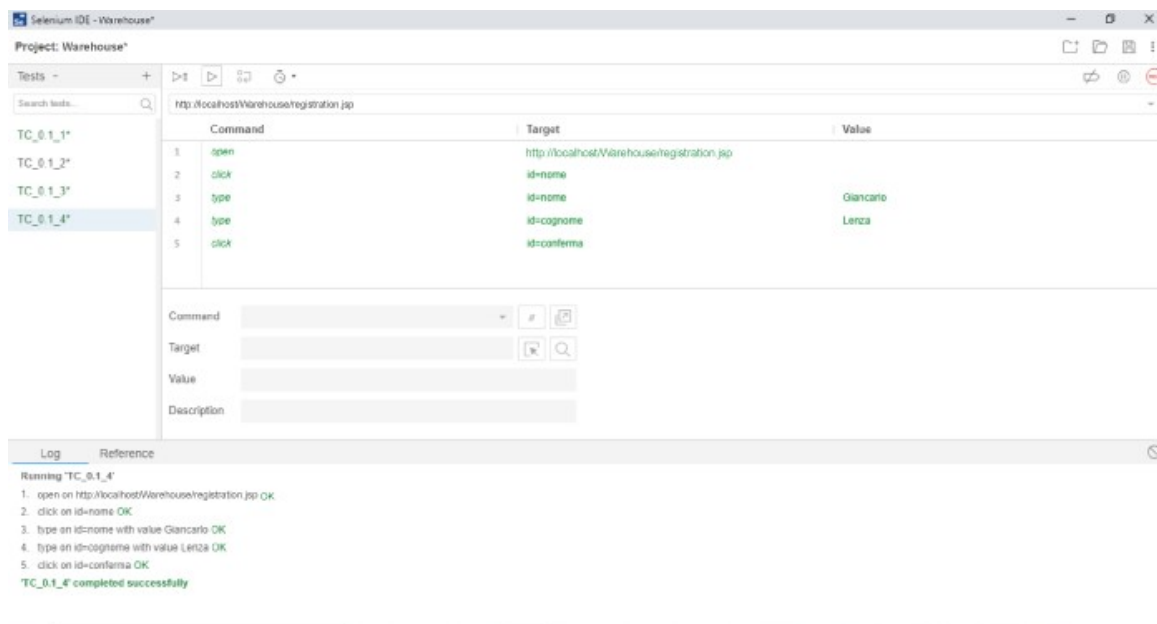 Selenium IDE - Warehouse*
Project: Warehouse*
Tests +
Search tests...
http://localhost/Warehouse/registration.jsp
Command Target Value
TC_0.1_1*
TC_0.1_2*
TC_0.1_3*
TC_0.1_4*
1 open http://localhost/Warehouse/registration.jsp
2 click id=nome
3 type id=nome Giancarlo
4 type id=cognome Lenza
5 click id=conferma
Command //
Target
Value
Description
Log Reference
Running 'TC_0.1_4'
1. open on http://localhost/Warehouse/registration.jsp OK
2. click on id=nome OK
3. type on id=nome with value Giancarlo OK
4. type on id=cognome with value Lenza OK
5. click on id=conferma OK
'TC_0.1_4' completed successfully